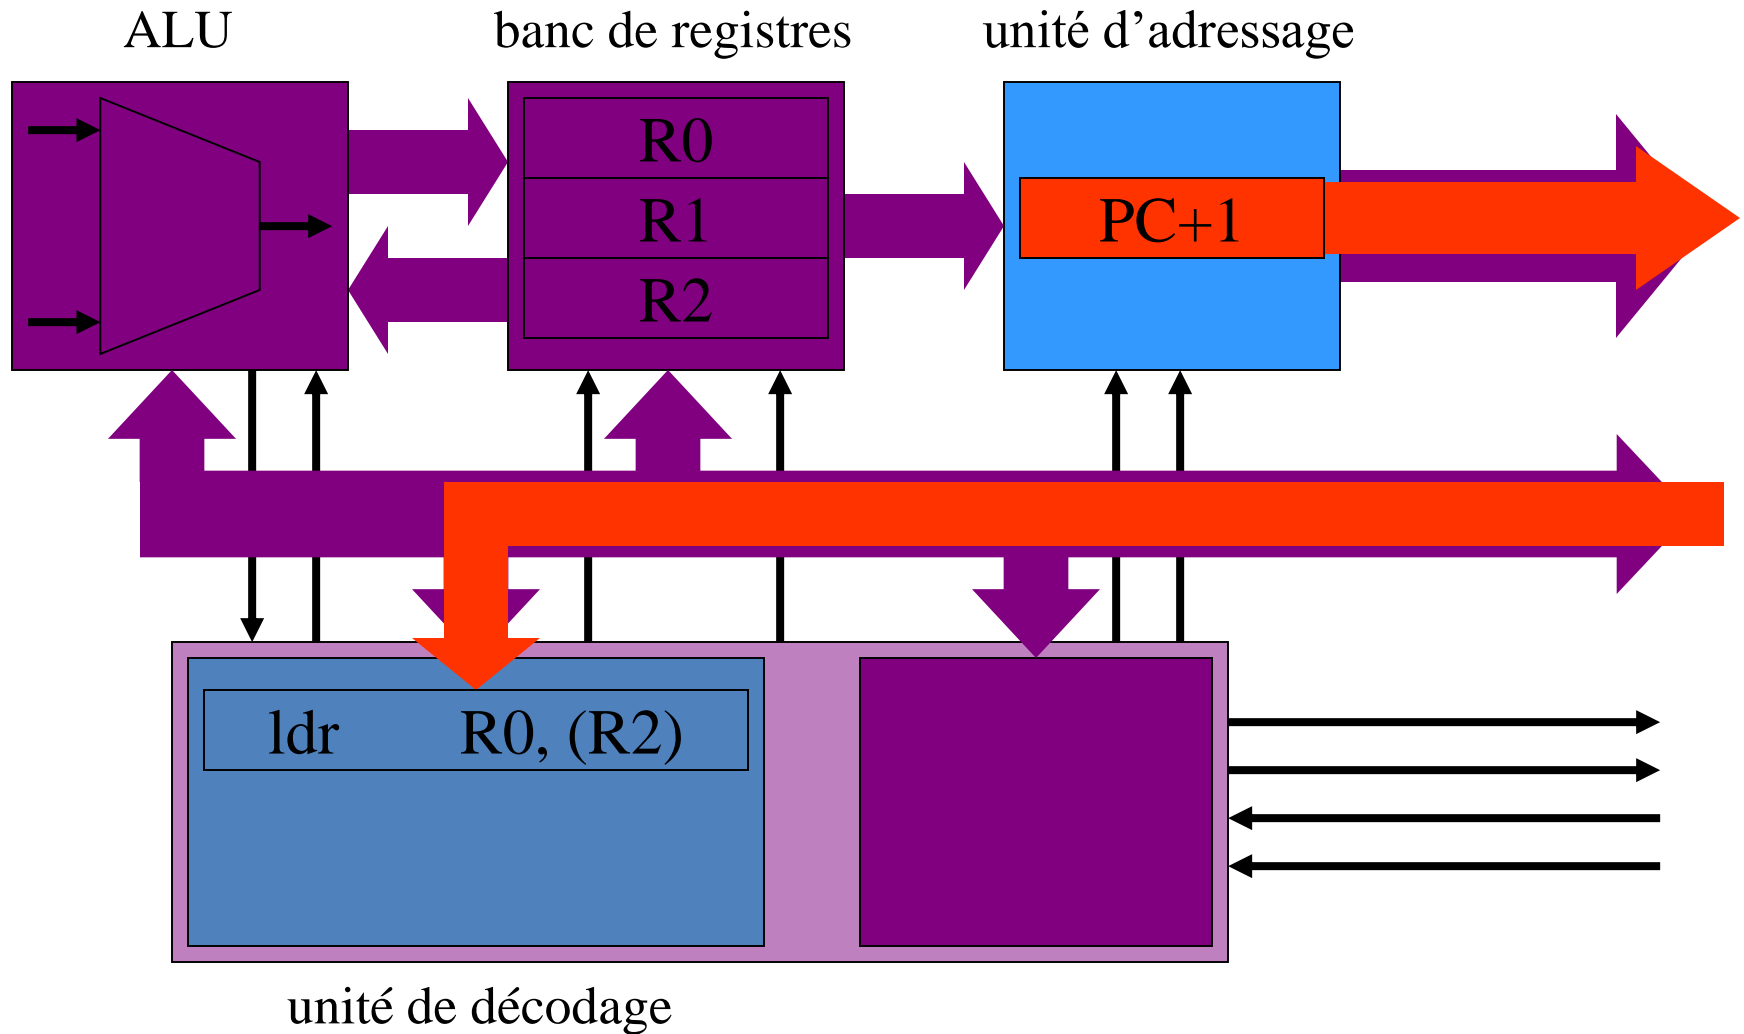 ALU
banc de registres
unité d’adressage
R0
R1
R2
PC+1
ldr R0, (R2)
unité de décodage